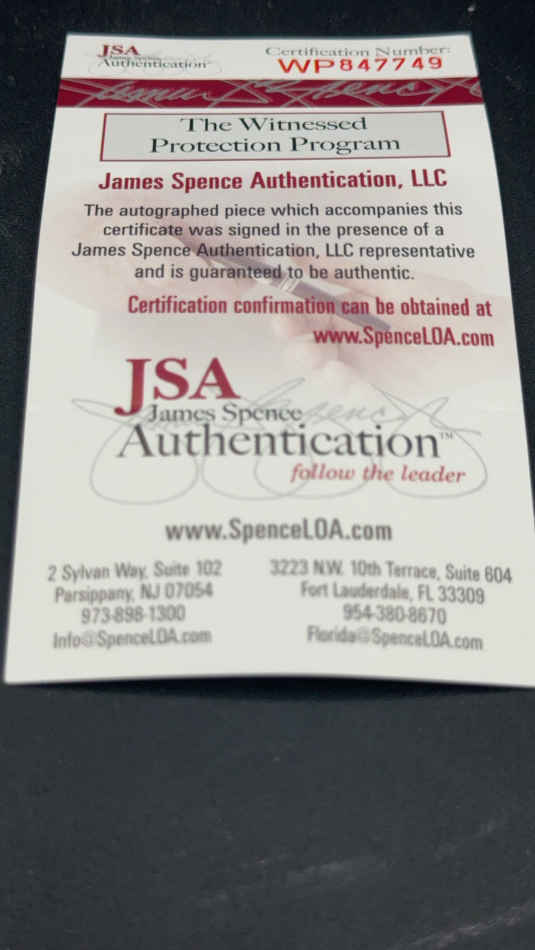 JSA
James Spence
Authentication
Certification Number:
WP847749
James Spence
The Witnessed
Protection Program
James Spence Authentication, LLC
The autographed piece which accompanies this
certificate was signed in the presence of a
James Spence Authentication, LLC representative
and is guaranteed to be authentic.
Certification confirmation can be obtained at
www.SpenceLOA.com
JSA
James Spence
Authentication™
follow the leader
www.SpenceLOA.com
2 Sylvan Way, Suite 102
Parsippany, NJ 07054
973-898-1300
Info@SpenceLOA.com
3223 N.W. 10th Terrace, Suite 604
Fort Lauderdale, FL 33309
954-380-8670
Florida@SpenceLOA.com